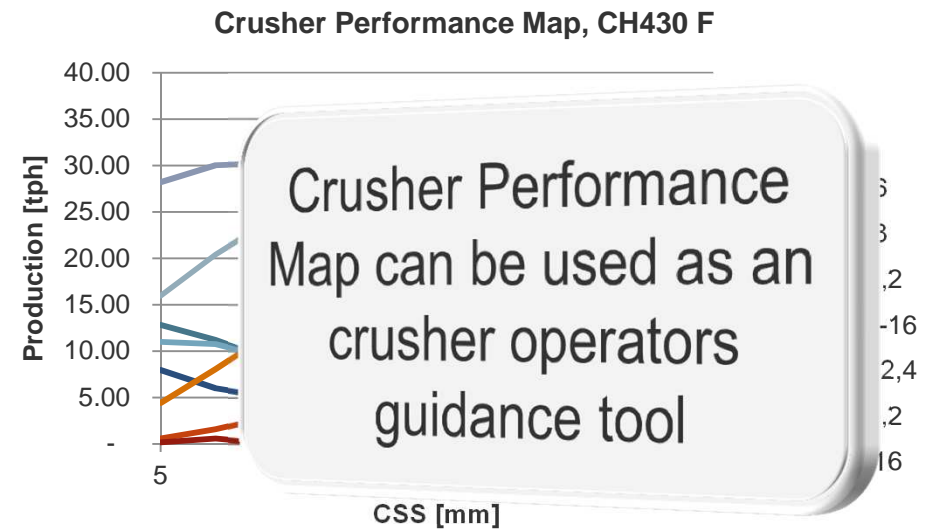 Crusher Performance Map, CH430 F
40.00
35.00
30.00
25.00
20.00
15.00
10.00
5.00
-
Production [tph]
5
CSS [mm]
Crusher Performance
Map can be used as an
crusher operators
guidance tool
,2
-16
2,4
,2
16